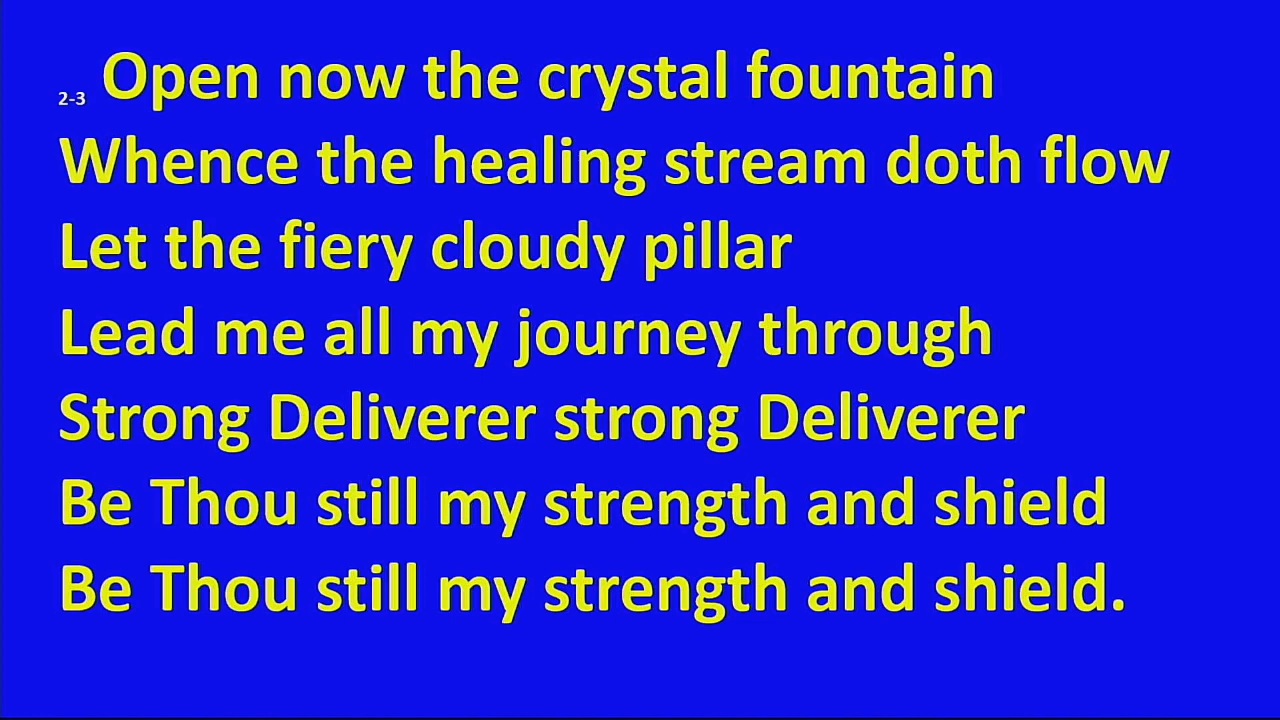 2-3 Open now the crystal fountain
Whence the healing stream doth flow
Let the fiery cloudy pillar
Lead me all my journey through
Strong Deliverer strong Deliverer
Be Thou still my strength and shield
Be Thou still my strength and shield.